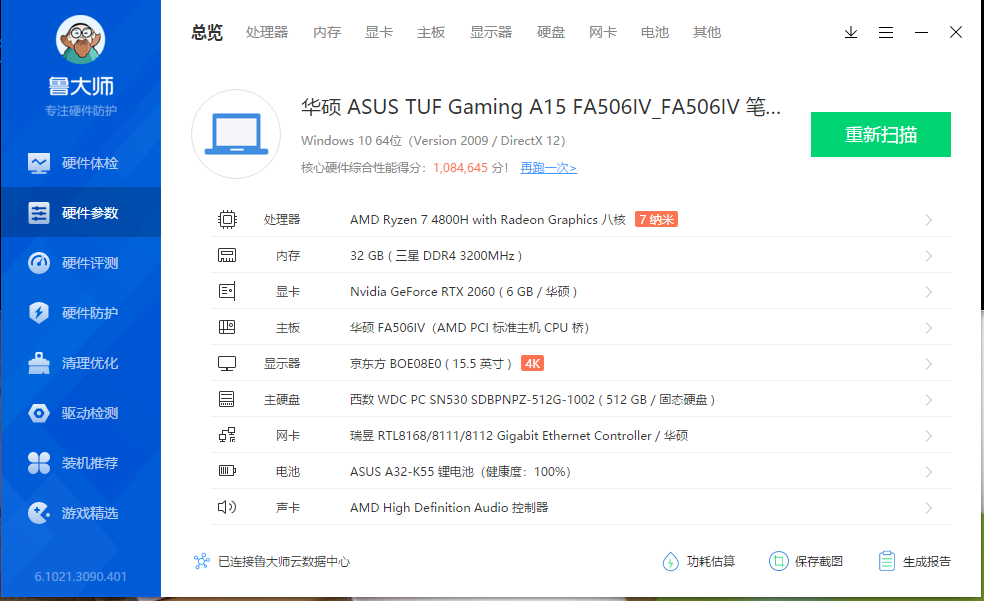 鲁大师
专注硬件防护
硬件体检
硬件参数
硬件评测
硬件防护
清理优化
驱动检测
装机推荐
游戏精选
6.1021.3090.401
总览 处理器 内存 显卡 主板 显示器 硬盘 网卡 电池 其他
华硕 ASUS TUF Gaming A15 FA506IV_FA506IV 笔...
Windows 10 64位（Version 2009 / DirectX 12）
核心硬件综合性能得分：1,084,645 分！ 再跑一次>
重新扫描
处理器 AMD Ryzen 7 4800H with Radeon Graphics 八核 7 纳米
内存 32 GB ( 三星 DDR4 3200MHz )
显卡 Nvidia GeForce RTX 2060 ( 6 GB / 华硕 )
主板 华硕 FA506IV（AMD PCI 标准主机 CPU 桥）
显示器 京东方 BOE08E0 ( 15.5 英寸 ) 4K
主硬盘 西数 WDC PC SN530 SDBPNPZ-512G-1002 ( 512 GB / 固态硬盘 )
网卡 瑞昱 RTL8168/8111/8112 Gigabit Ethernet Controller / 华硕
电池 ASUS A32-K55 锂电池（健康度：100%）
声卡 AMD High Definition Audio 控制器
已连接鲁大师云数据中心 功耗估算 保存截图 生成报告